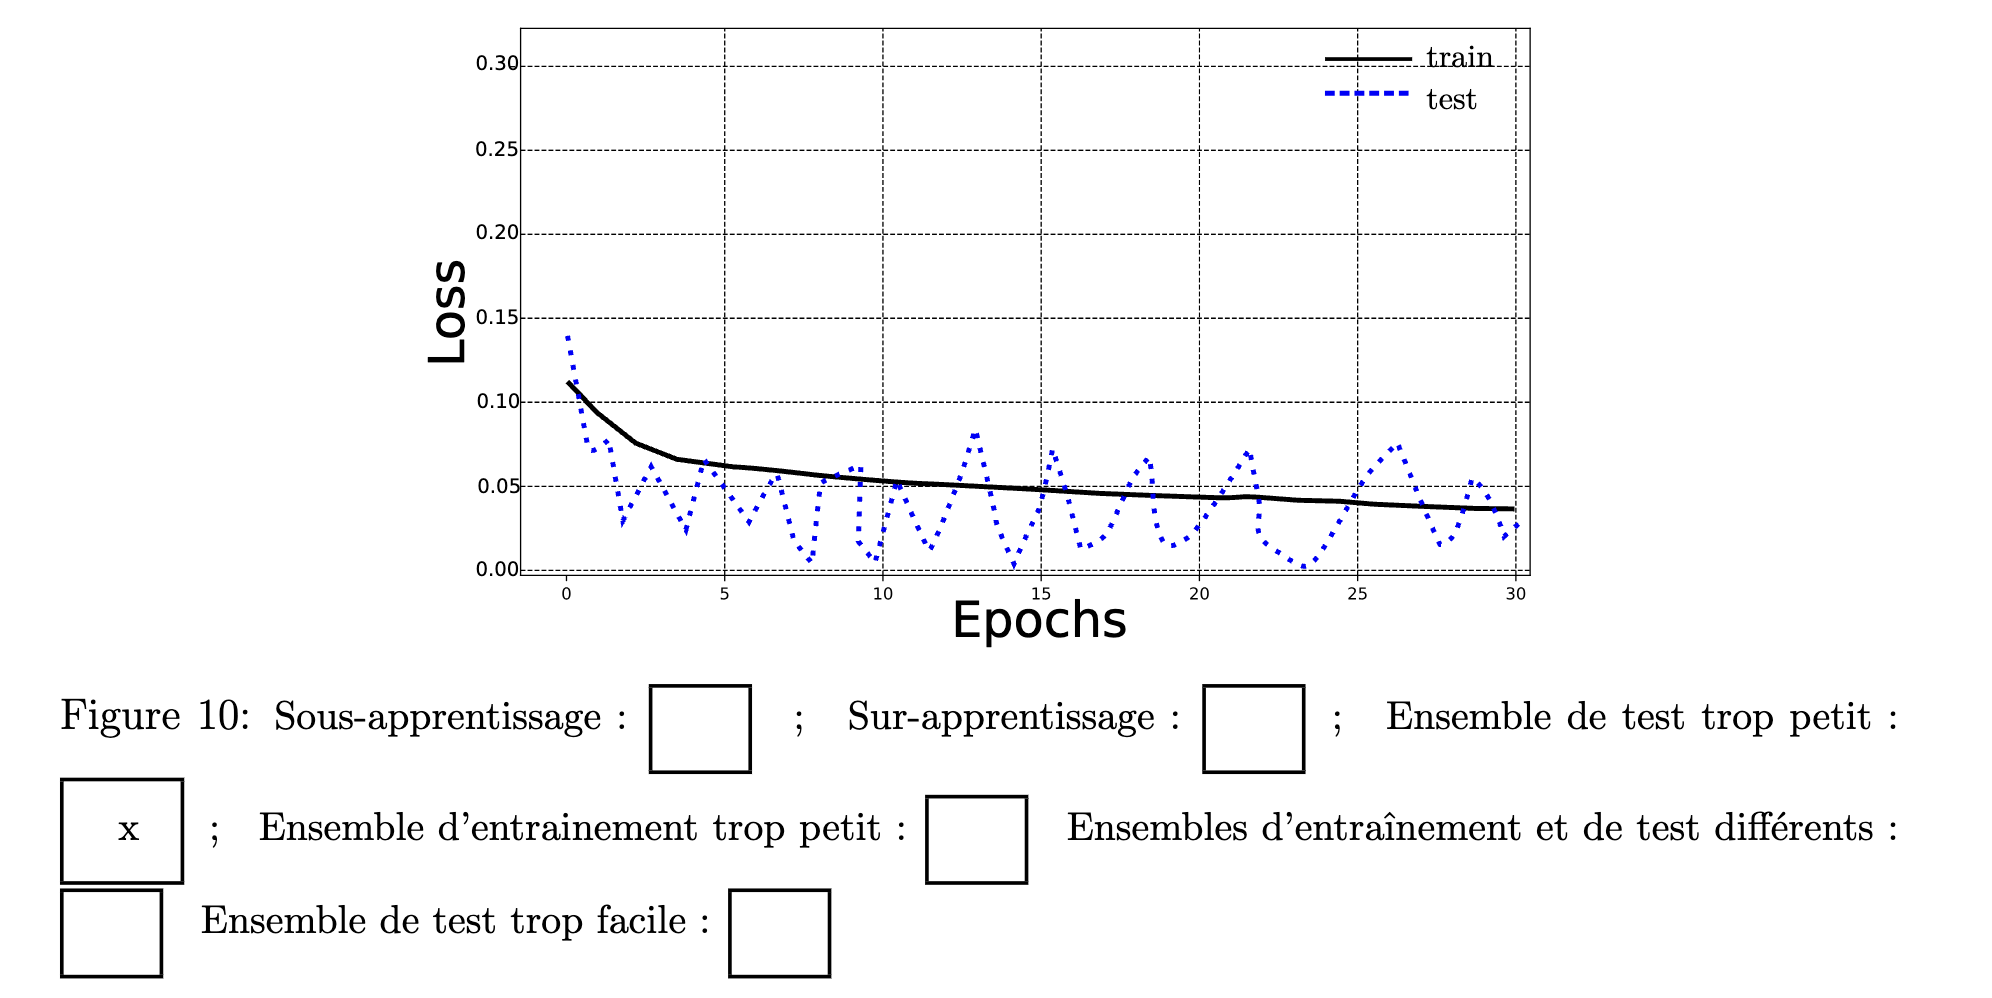 0.30
train
test
0.25
0.20
0.15
0.10
0.05
0.00
Loss
0 5 10 15 20 25 30
Epochs
Figure 10: Sous-apprentissage : ; Sur-apprentissage : ; Ensemble de test trop petit :
x ; Ensemble d'entrainement trop petit : Ensembles d'entraînement et de test différents :
Ensemble de test trop facile :